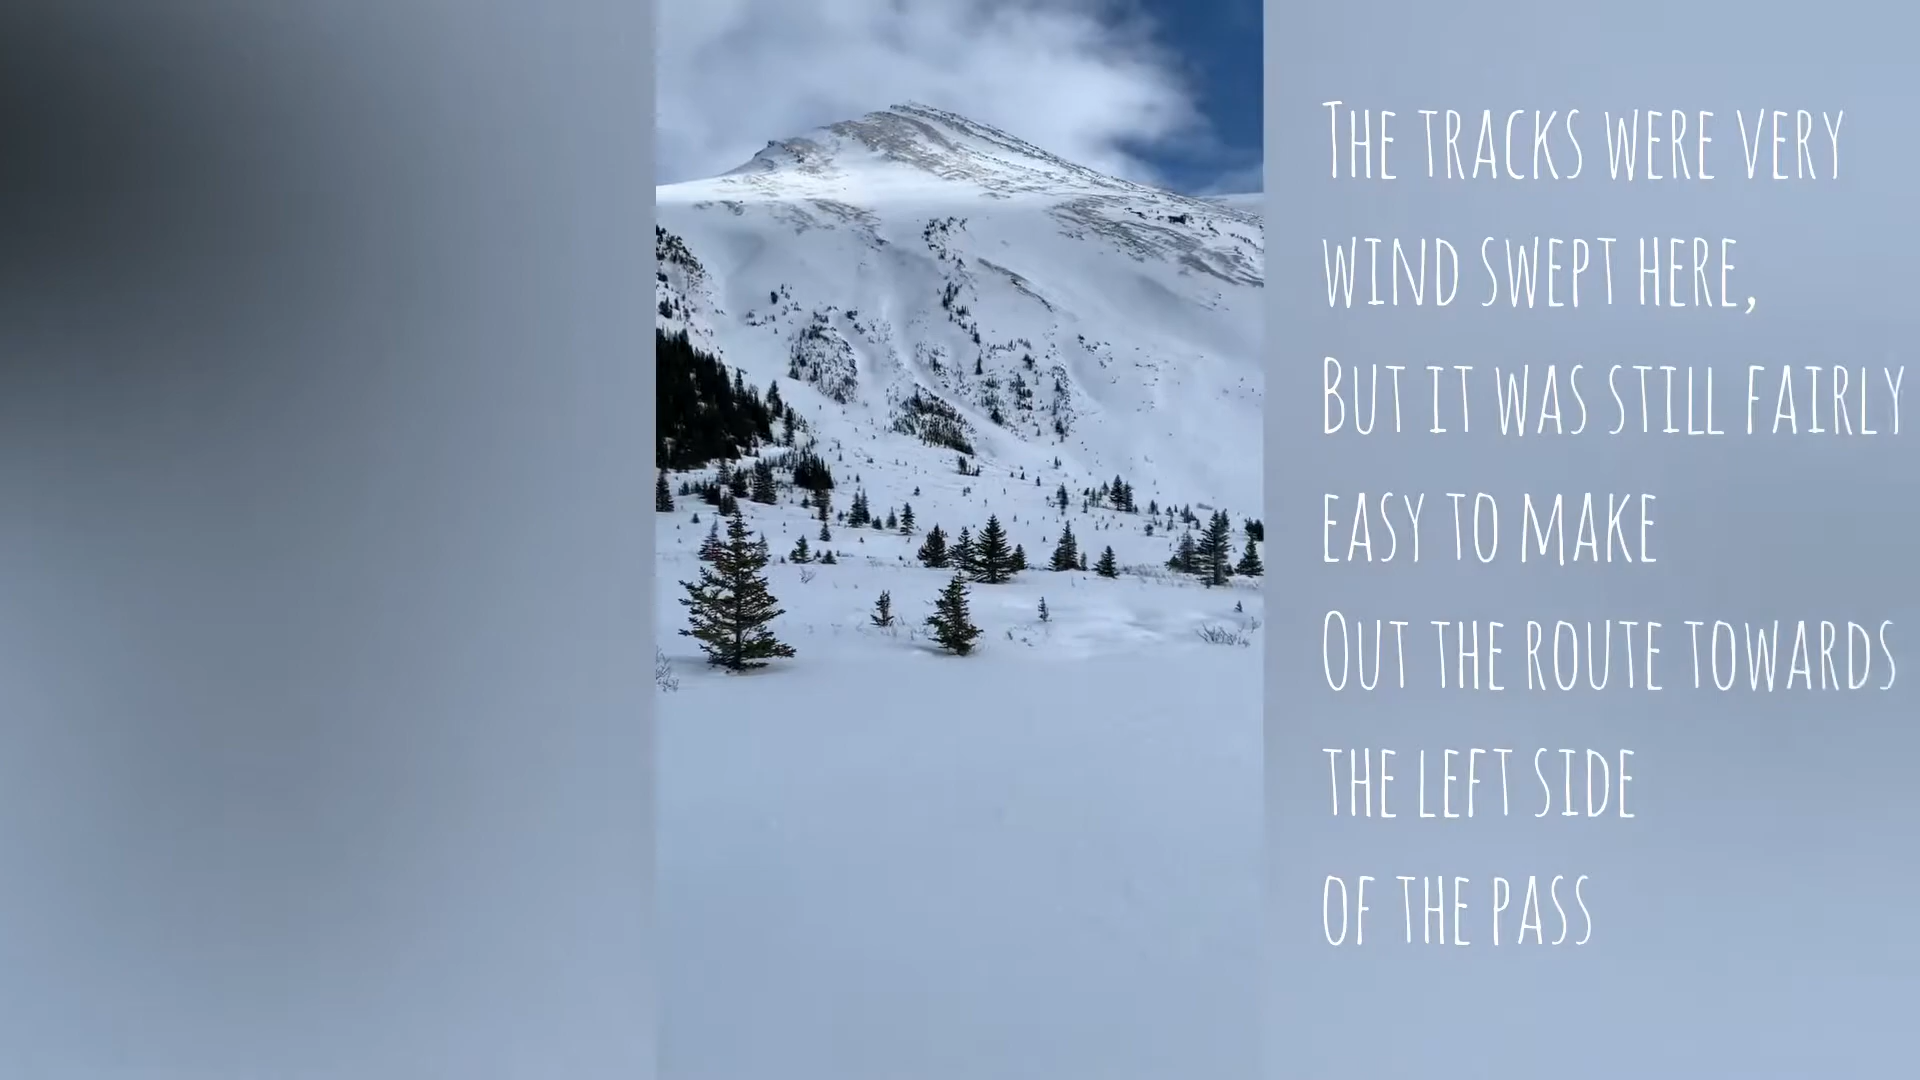 The tracks were very
wind swept here,
But it was still fairly
easy to make
Out the route towards
the left side
of the pass